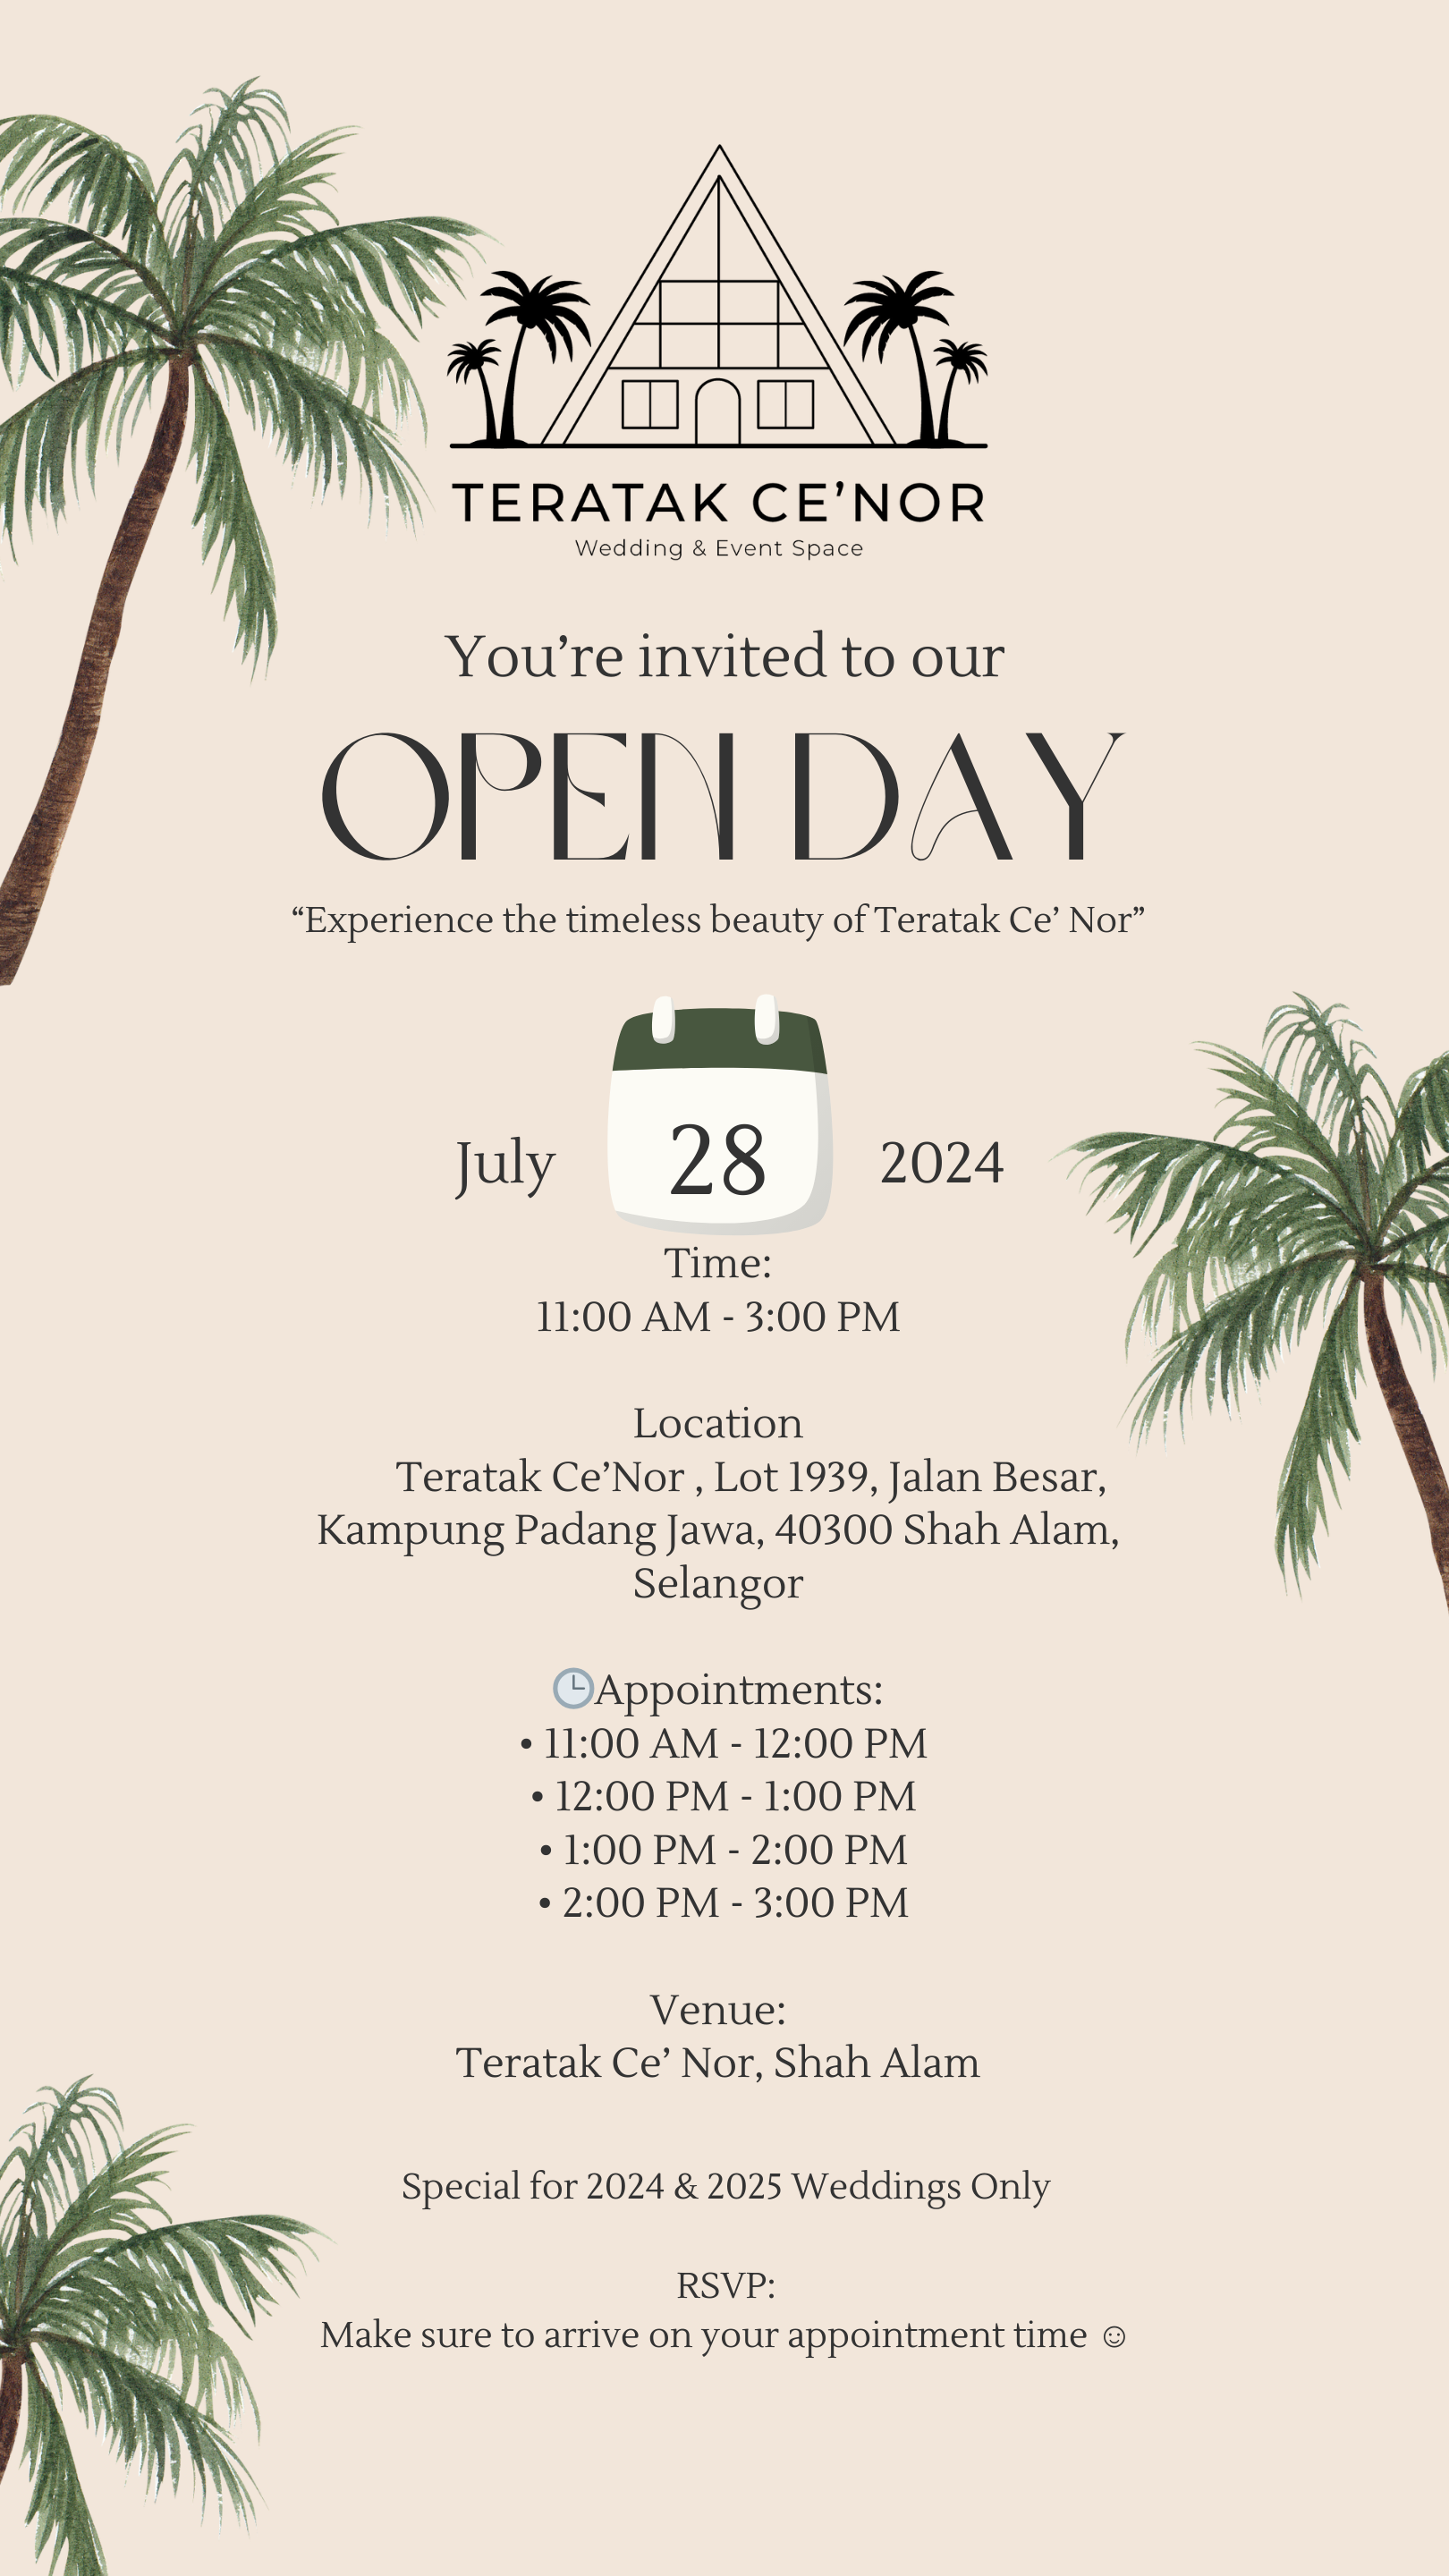 TERATAK CE’NOR
Wedding & Event Space
You’re invited to our
OPEN DAY
“Experience the timeless beauty of Teratak Ce’ Nor”
July 28 2024
Time:
11:00 AM - 3:00 PM
Location
Teratak Ce’Nor , Lot 1939, Jalan Besar,
Kampung Padang Jawa, 40300 Shah Alam,
Selangor
🕒Appointments:
• 11:00 AM - 12:00 PM
• 12:00 PM - 1:00 PM
• 1:00 PM - 2:00 PM
• 2:00 PM - 3:00 PM
Venue:
Teratak Ce’ Nor, Shah Alam
Special for 2024 & 2025 Weddings Only
RSVP:
Make sure to arrive on your appointment time ☺